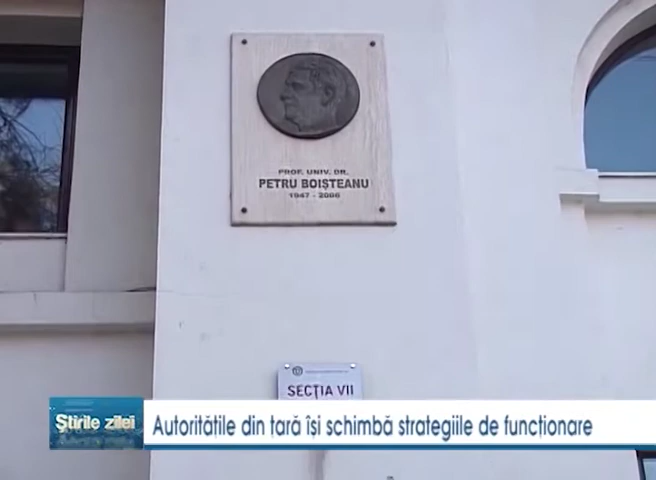 PROF. UNIV. DR.
PETRU BOIȘTEANU
1947 - 2006
SECȚIA VII
Știrile zilei
Autoritățile din țară își schimbă strategiile de funcționare